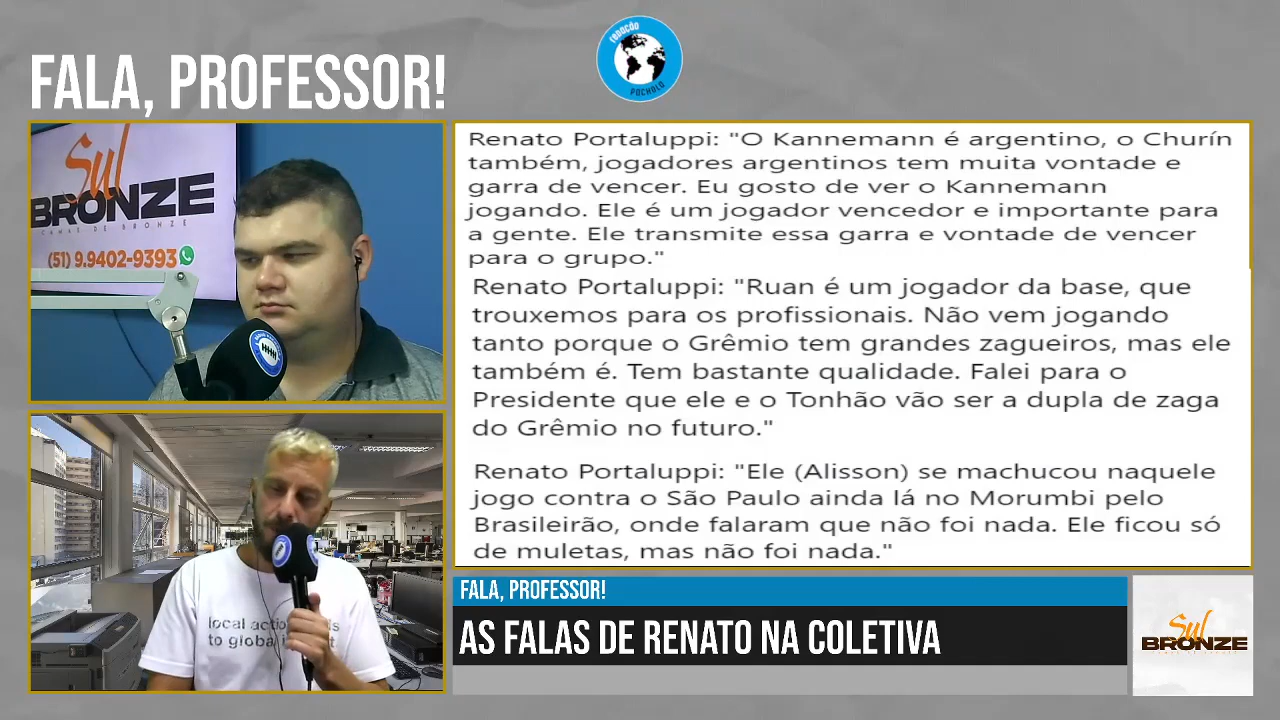 REDAÇÃO
POCHOLO
FALA, PROFESSOR!
Sul
BRONZE
CAMAS DE BRONZE
(51) 9.9402-9393
local actio
to global i
Renato Portaluppi: "O Kannemann é argentino, o Churín
também, jogadores argentinos tem muita vontade e
garra de vencer. Eu gosto de ver o Kannemann
jogando. Ele é um jogador vencedor e importante para
a gente. Ele transmite essa garra e vontade de vencer
para o grupo."
Renato Portaluppi: "Ruan é um jogador da base, que
trouxemos para os profissionais. Não vem jogando
tanto porque o Grêmio tem grandes zagueiros, mas ele
também é. Tem bastante qualidade. Falei para o
Presidente que ele e o Tonhão vão ser a dupla de zaga
do Grêmio no futuro."
Renato Portaluppi: "Ele (Alisson) se machucou naquele
jogo contra o São Paulo ainda lá no Morumbi pelo
Brasileirão, onde falaram que não foi nada. Ele ficou só
de muletas, mas não foi nada."
FALA, PROFESSOR!
AS FALAS DE RENATO NA COLETIVA
Sul
BRONZE